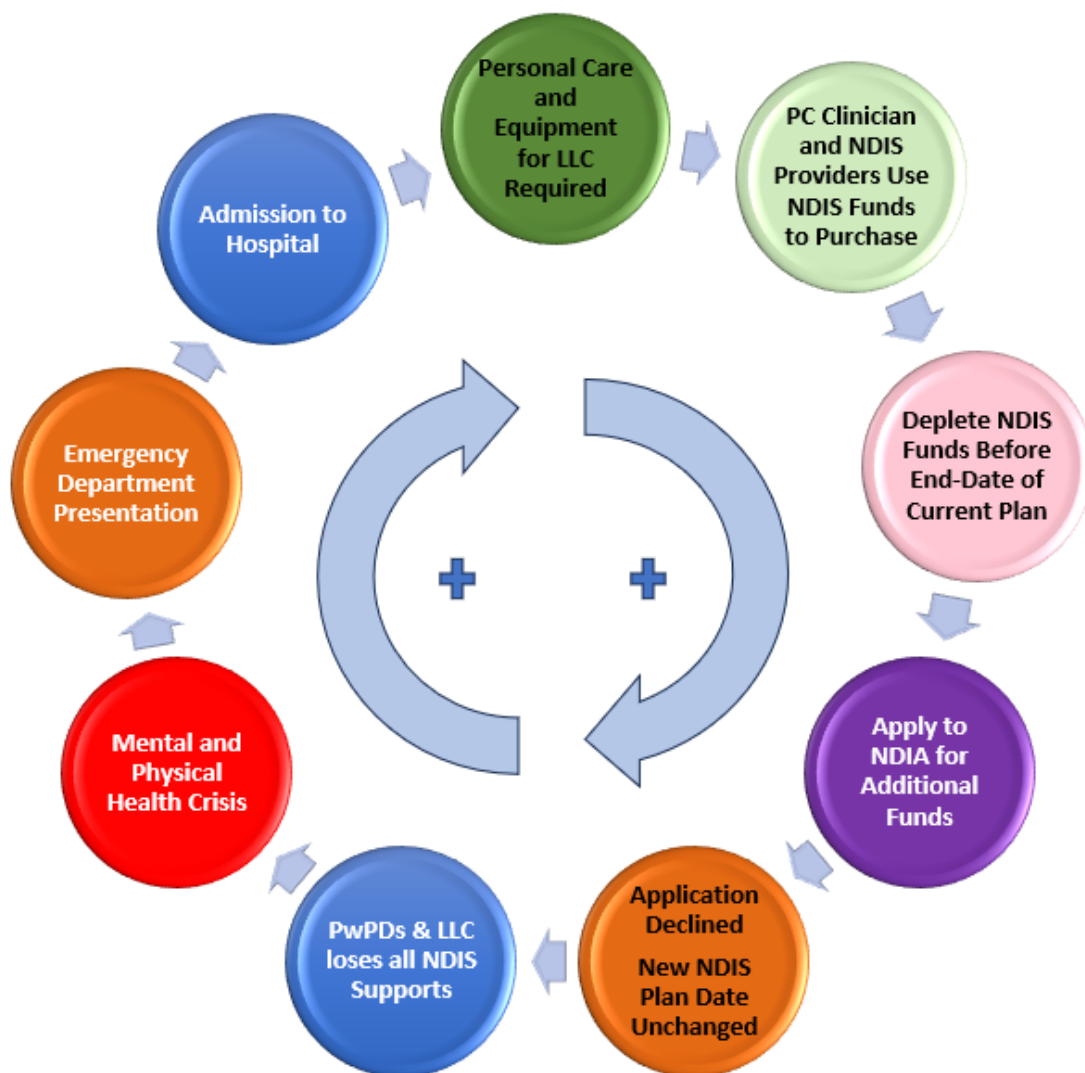 Personal Care
and
Equipment
for LLC
Required
PC Clinician
and NDIS
Providers Use
NDIS Funds
to Purchase
Deplete NDIS
Funds Before
End-Date of
Current Plan
Apply to
NDIA for
Additional
Funds
Application
Declined
New NDIS
Plan Date
Unchanged
PwPDs & LLC
loses all NDIS
Supports
Mental and
Physical
Health Crisis
Emergency
Department
Presentation
Admission to
Hospital